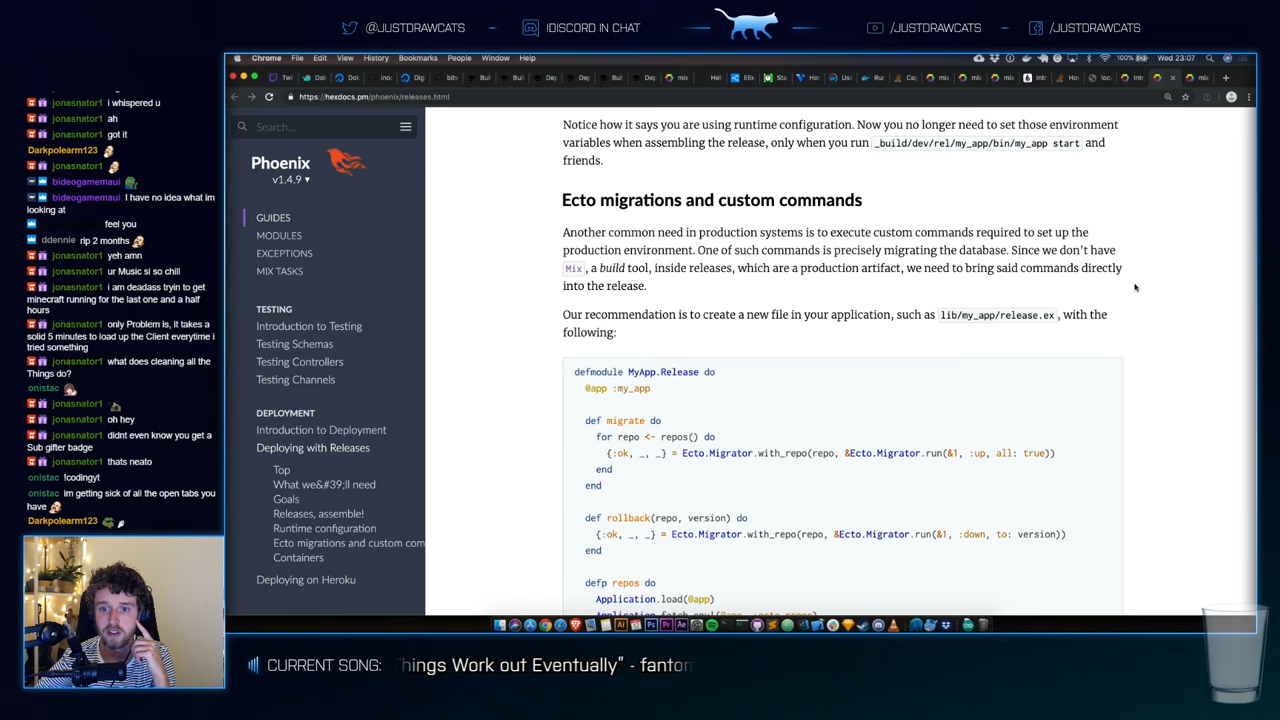 @JUSTDRAWCATS
!DISCORD IN CHAT
/JUSTDRAWCATS
/JUSTDRAWCATS
jonasnator1 i whispered u
jonasnator1 ah
jonasnator1 got it
Darkpolearm123
jonasnator1
bideogamemaui
bideogamemaui I have no idea what im
looking at
feel you
ddennie rip 2 months
jonasnator1 yeh amn
jonasnator1 ur Music si so chill
jonasnator1 i am deadass tryin to get
minecraft running for the last one and a half
hours
jonasnator1 only Problem is, it takes a
solid 5 minutes to load up the Client everytime i
tried something
jonasnator1 what does cleaning all the
Things do?
onistac
jonasnator1
jonasnator1 oh hey
jonasnator1 didnt even know you get a
Sub gifter badge
jonasnator1 thats neato
onistac !codingyt
onistac im getting sick of all the open tabs you
have
Darkpolearm123
Chrome File Edit View History Bookmarks People Window Help
100% Wed 23:07
https://hexdocs.pm/phoenix/releases.html
Search...
Phoenix
v1.4.9 ▾
GUIDES
MODULES
EXCEPTIONS
MIX TASKS
TESTING
Introduction to Testing
Testing Schemas
Testing Controllers
Testing Channels
DEPLOYMENT
Introduction to Deployment
Deploying with Releases
Top
What we&#39;ll need
Goals
Releases, assemble!
Runtime configuration
Ecto migrations and custom com
Containers
Deploying on Heroku
Notice how it says you are using runtime configuration. Now you no longer need to set those environment
variables when assembling the release, only when you run _build/dev/rel/my_app/bin/my_app start and
friends.
Ecto migrations and custom commands
Another common need in production systems is to execute custom commands required to set up the
production environment. One of such commands is precisely migrating the database. Since we don't have
Mix, a build tool, inside releases, which are a production artifact, we need to bring said commands directly
into the release.
Our recommendation is to create a new file in your application, such as lib/my_app/release.ex, with the
following:
defmodule MyApp.Release do
@app :my_app
def migrate do
for repo <- repos() do
{:ok, _, _} = Ecto.Migrator.with_repo(repo, &Ecto.Migrator.run(&1, :up, all: true))
end
end
def rollback(repo, version) do
{:ok, _, _} = Ecto.Migrator.with_repo(repo, &Ecto.Migrator.run(&1, :down, to: version))
end
defp repos do
Application.load(@app)
CURRENT SONG: hings Work out Eventually" - fanton